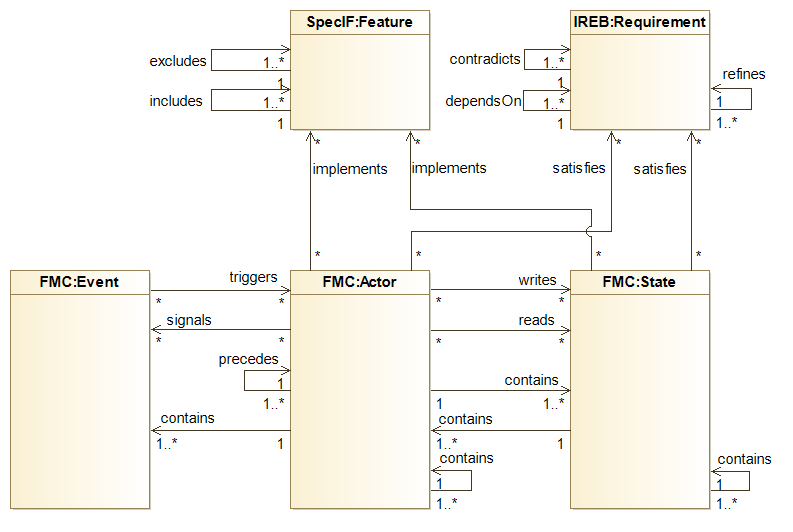 SpecIF:Feature
IREB:Requirement
excludes
1..*
1
includes
1..*
1
contradicts
1..*
1
dependsOn
1..*
1
refines
1
1..*
*
*
*
*
implements
implements
satisfies
satisfies
*
*
*
*
FMC:Event
FMC:Actor
FMC:State
triggers
*
*
writes
*
*
signals
*
*
reads
*
*
precedes
1
1..*
contains
1
1..*
contains
1..*
1
contains
1..*
1
contains
1
1..*
contains
1
1..*